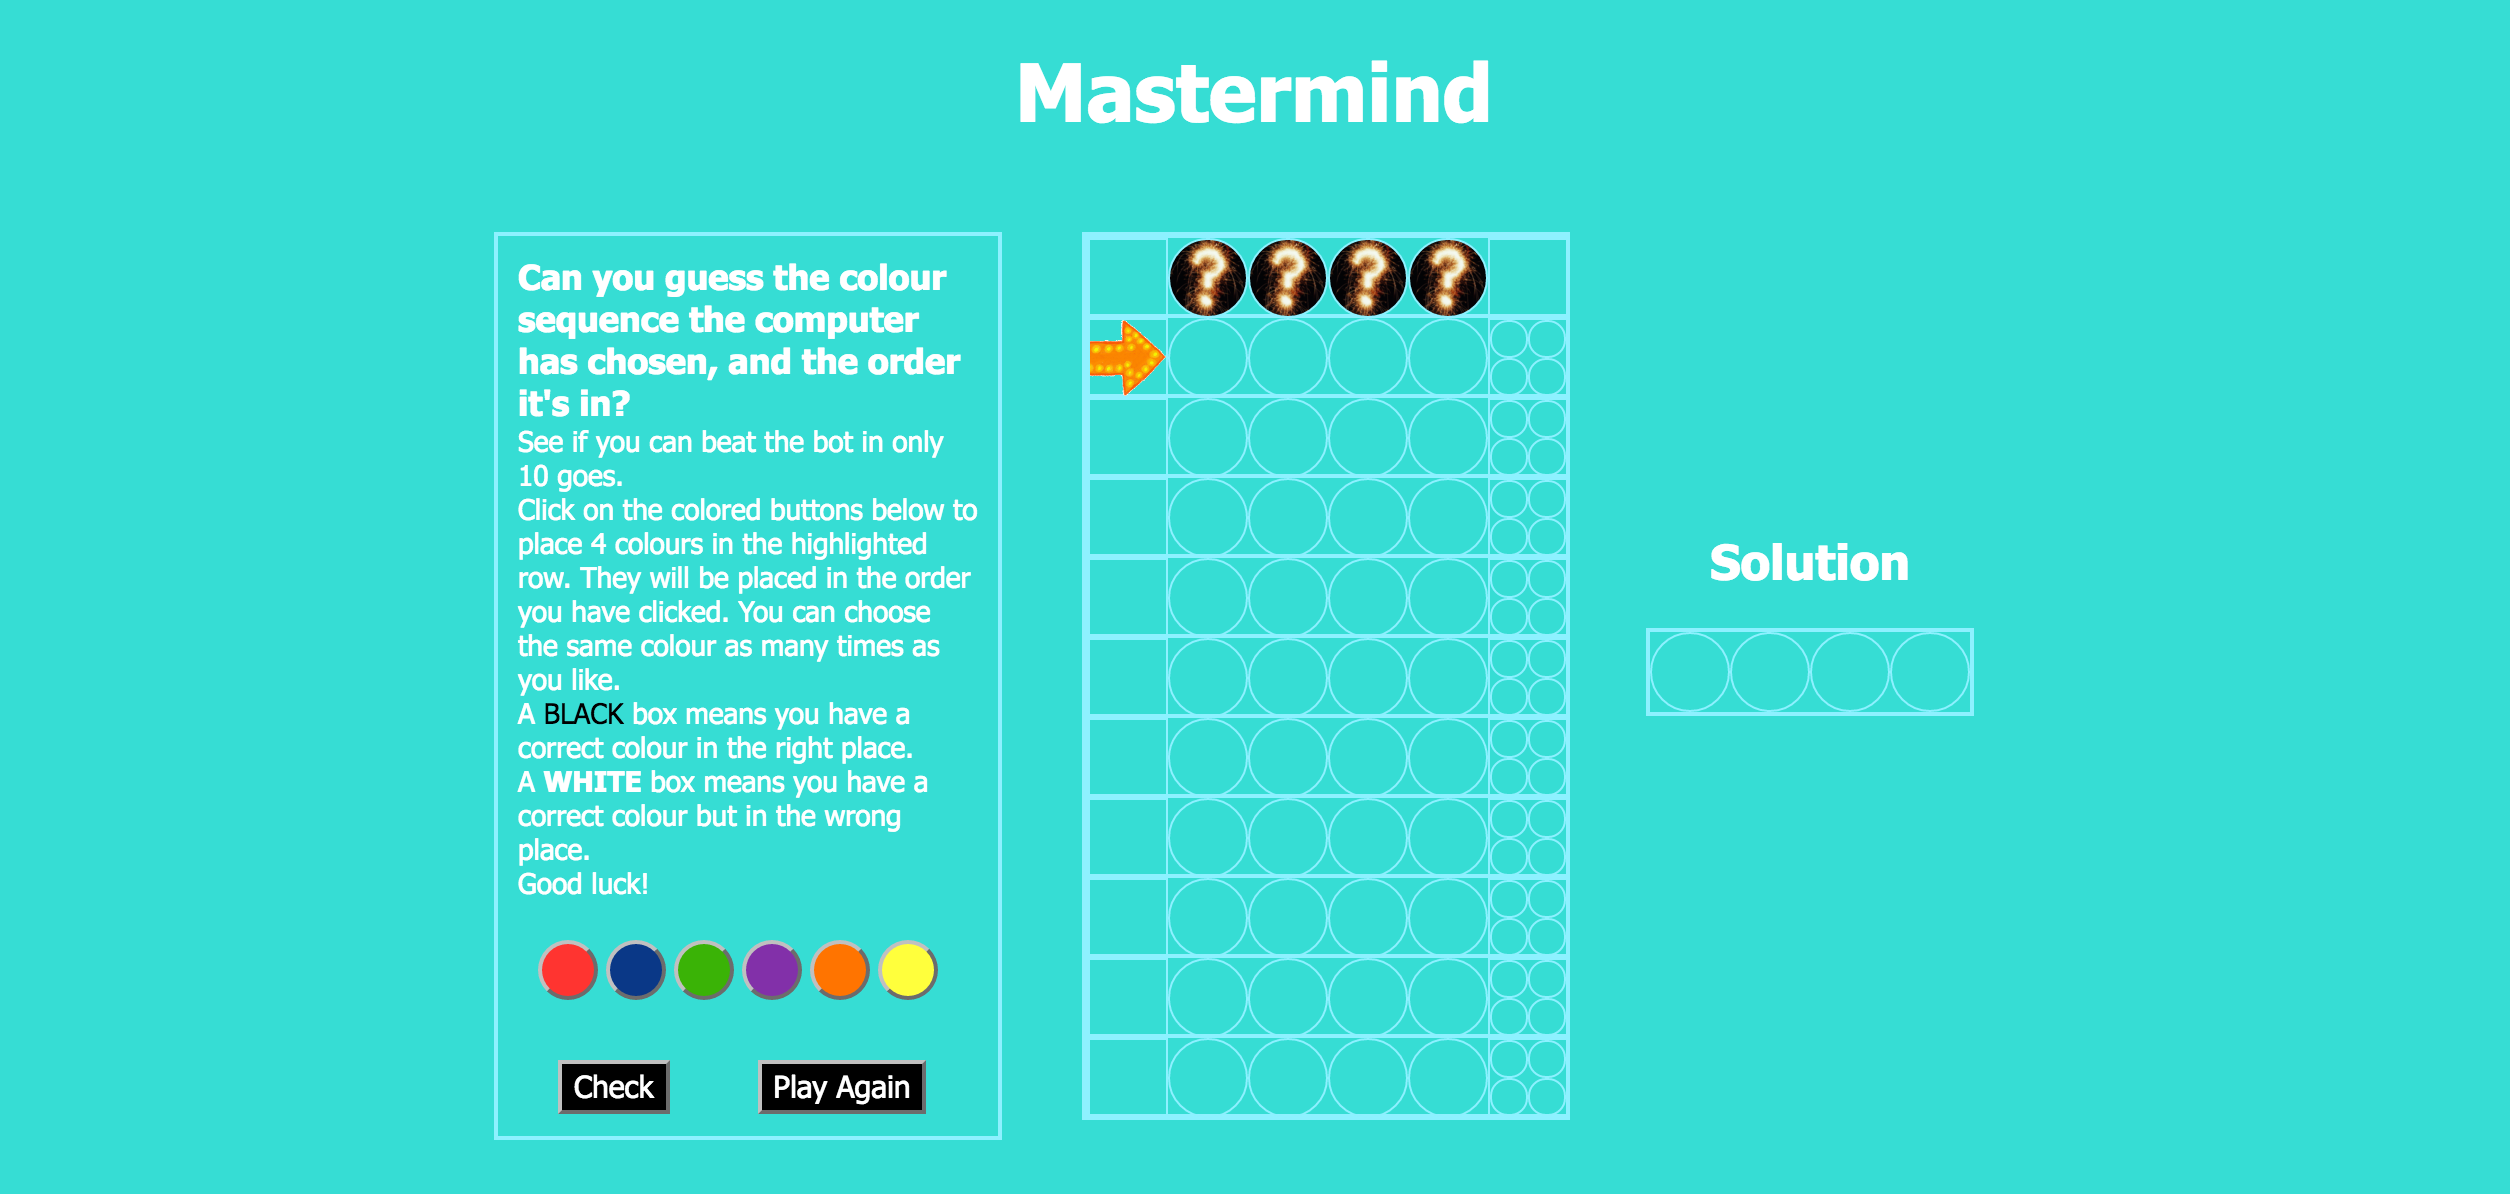 Mastermind
Can you guess the colour
sequence the computer
has chosen, and the order
it's in?
See if you can beat the bot in only
10 goes.
Click on the colored buttons below to
place 4 colours in the highlighted
row. They will be placed in the order
you have clicked. You can choose
the same colour as many times as
you like.
A BLACK box means you have a
correct colour in the right place.
A WHITE box means you have a
correct colour but in the wrong
place.
Good luck!
Check
Play Again
? ? ? ?
Solution